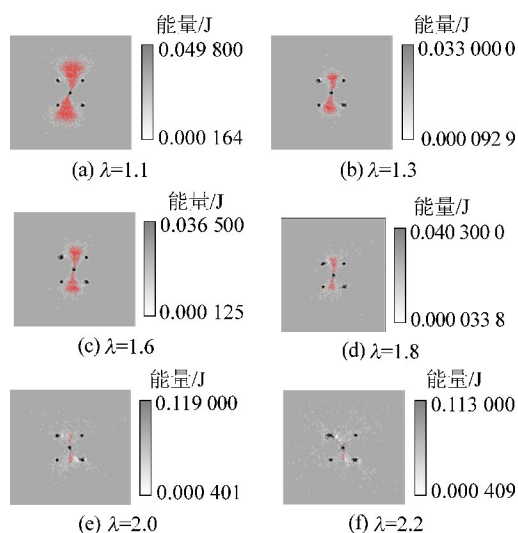 能量/J
0.049 800
0.000 164
(a) λ=1.1
能量/J
0.033 000 0
0.000 092 9
(b) λ=1.3
能量/J
0.036 500
0.000 125
(c) λ=1.6
能量/J
0.040 300 0
0.000 033 8
(d) λ=1.8
能量/J
0.119 000
0.000 401
(e) λ=2.0
能量/J
0.113 000
0.000 409
(f) λ=2.2